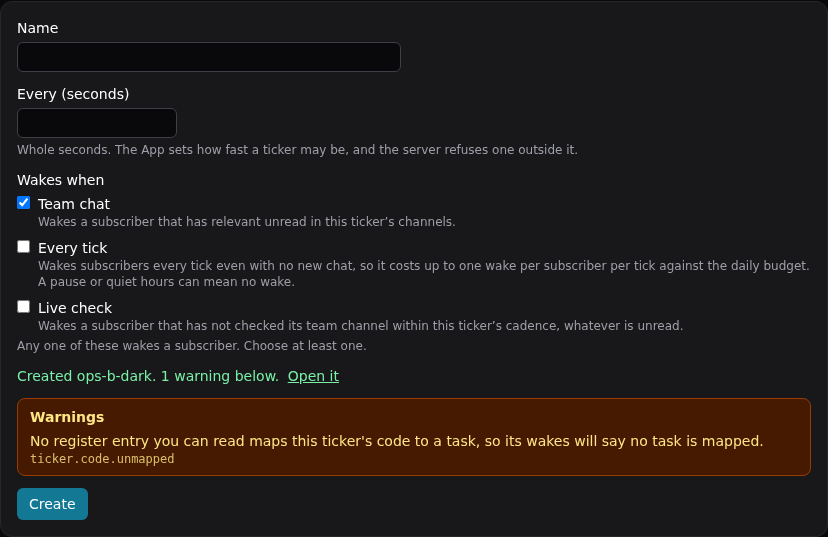 Name
Every (seconds)
Whole seconds. The App sets how fast a ticker may be, and the server refuses one outside it.
Wakes when
Team chat
Wakes a subscriber that has relevant unread in this ticker’s channels.
Every tick
Wakes subscribers every tick even with no new chat, so it costs up to one wake per subscriber per tick against the daily budget.
A pause or quiet hours can mean no wake.
Live check
Wakes a subscriber that has not checked its team channel within this ticker’s cadence, whatever is unread.
Any one of these wakes a subscriber. Choose at least one.
Created ops-b-dark. 1 warning below. Open it
Warnings
No register entry you can read maps this ticker's code to a task, so its wakes will say no task is mapped.
ticker.code.unmapped
Create